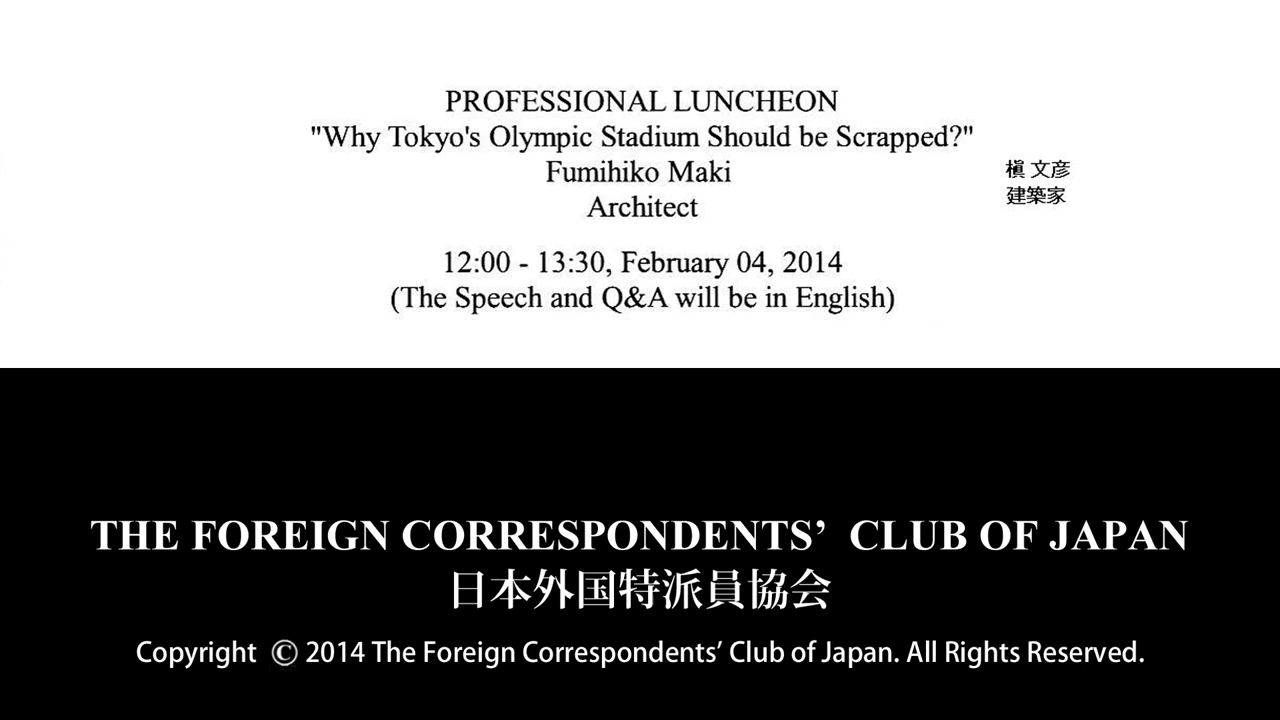 PROFESSIONAL LUNCHEON
"Why Tokyo's Olympic Stadium Should be Scrapped?"
Fumihiko Maki
Architect
槇 文彦
建築家
12:00 - 13:30, February 04, 2014
(The Speech and Q&A will be in English)
THE FOREIGN CORRESPONDENTS’ CLUB OF JAPAN
日本外国特派員協会
Copyright © 2014 The Foreign Correspondents’ Club of Japan. All Rights Reserved.